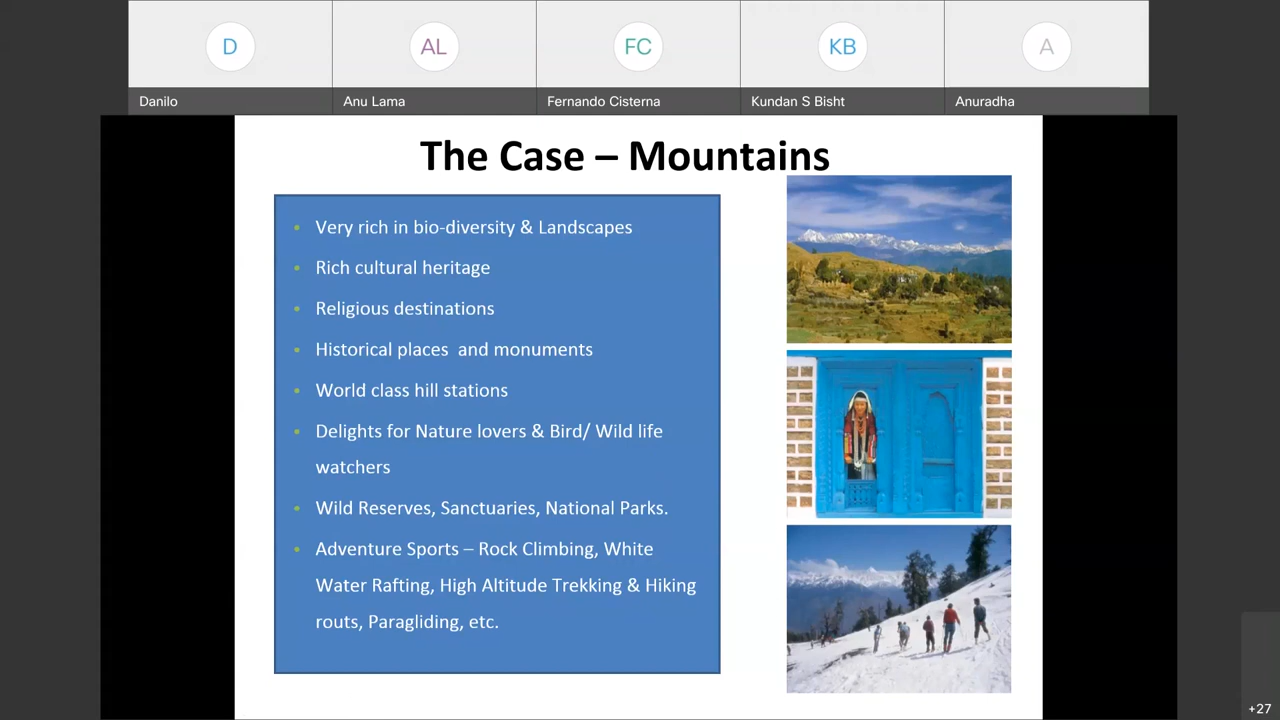 D
AL
FC
KB
A
Danilo
Anu Lama
Fernando Cisterna
Kundan S Bisht
Anuradha
The Case – Mountains
• Very rich in bio-diversity & Landscapes
• Rich cultural heritage
• Religious destinations
• Historical places and monuments
• World class hill stations
• Delights for Nature lovers & Bird/ Wild life
watchers
• Wild Reserves, Sanctuaries, National Parks.
• Adventure Sports – Rock Climbing, White
Water Rafting, High Altitude Trekking & Hiking
routs, Paragliding, etc.
+27